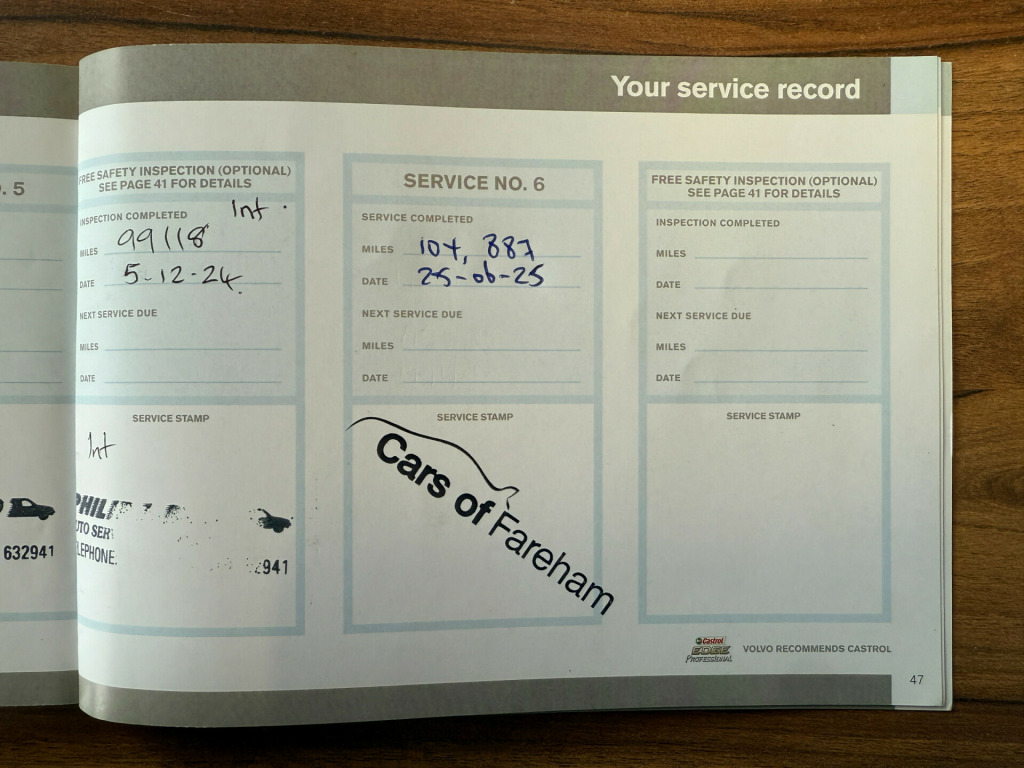 Your service record
. 5
632941
FREE SAFETY INSPECTION (OPTIONAL)
SEE PAGE 41 FOR DETAILS
Int .
INSPECTION COMPLETED
MILES 99118
DATE 5-12-24.
NEXT SERVICE DUE
MILES
DATE
SERVICE STAMP
Int
PHILI
UTO SER
LEPHONE.
941
SERVICE NO. 6
SERVICE COMPLETED
MILES
DATE 25-06-25
NEXT SERVICE DUE
MILES
DATE
SERVICE STAMP
Cars of Fareham
FREE SAFETY INSPECTION (OPTIONAL)
SEE PAGE 41 FOR DETAILS
INSPECTION COMPLETED
MILES
DATE
NEXT SERVICE DUE
MILES
DATE
SERVICE STAMP
Castrol
EDGE
PROFESSIONAL
VOLVO RECOMMENDS CASTROL
47